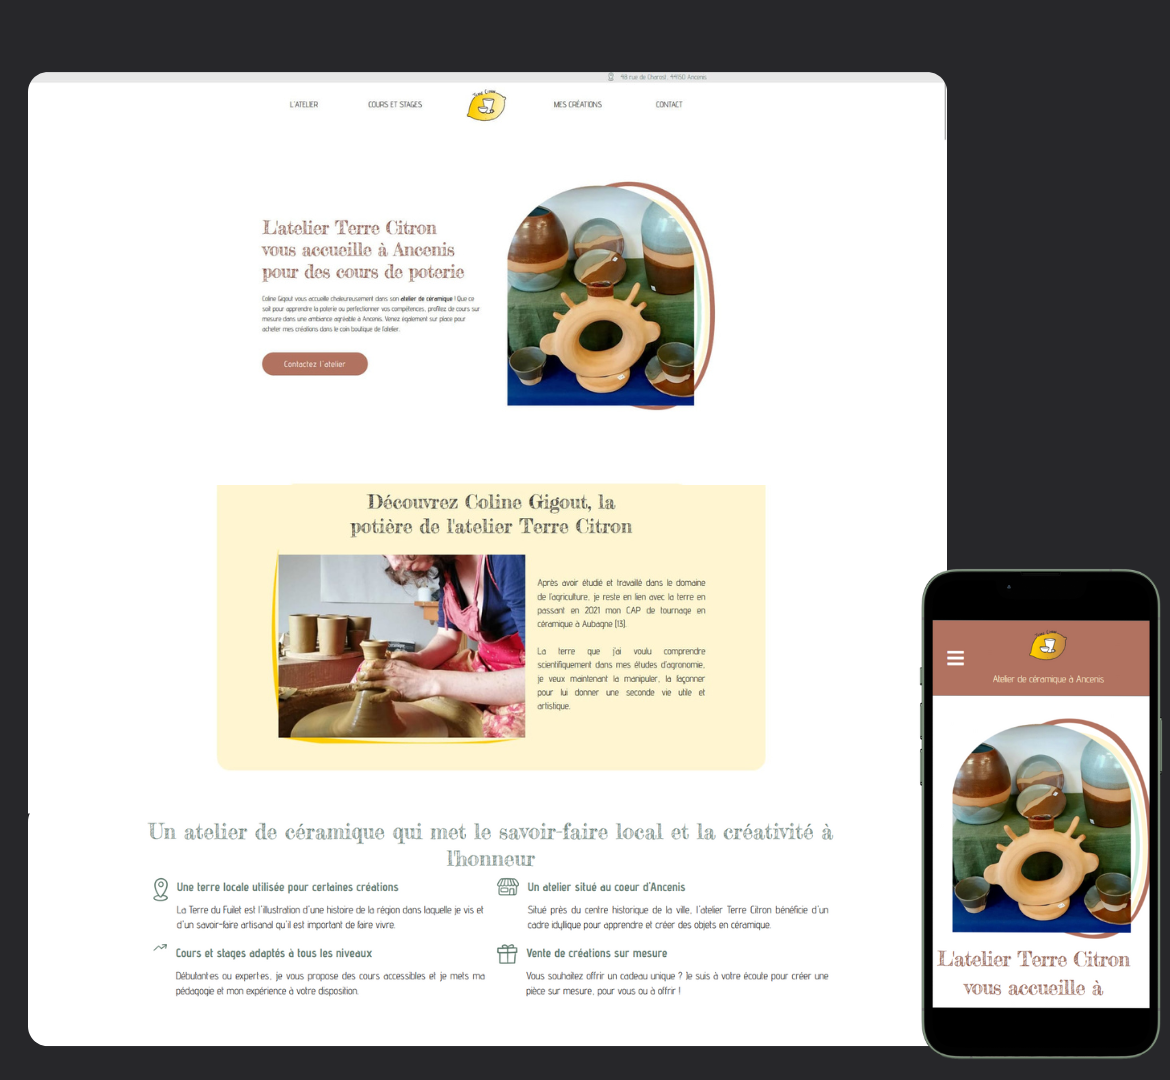 48 rue de Charost, 44150 Ancenis
L'ATELIER
COURS ET STAGES
Terre Citron
MES CRÉATIONS
CONTACT
L'atelier Terre Citron
vous accueille à Ancenis
pour des cours de poterie
Coline Gigout vous accueille chaleureusement dans son atelier de céramique ! Que ce
soit pour apprendre la poterie ou perfectionner vos compétences, profitez de cours sur
mesure dans une ambiance agréable à Ancenis. Venez également sur place pour
acheter mes créations dans le coin boutique de l'atelier.
Contactez l'atelier
Découvrez Coline Gigout, la
potière de l'atelier Terre Citron
Après avoir étudié et travaillé dans le domaine
de l'agriculture, je reste en lien avec la terre en
passant en 2021 mon CAP de tournage en
céramique à Aubagne (13).
La terre que j'ai voulu comprendre
scientifiquement dans mes études d'agronomie,
je veux maintenant la manipuler, la façonner
pour lui donner une seconde vie utile et
artistique.
Un atelier de céramique qui met le savoir-faire local et la créativité à
l'honneur
Une terre locale utilisée pour certaines créations
La Terre du Fuilet est l'illustration d'une histoire de la région dans laquelle je vis et
d'un savoir-faire artisanal qu'il est important de faire vivre.
Un atelier situé au coeur d'Ancenis
Situé près du centre historique de la ville, l'atelier Terre Citron bénéficie d'un
cadre idyllique pour apprendre et créer des objets en céramique.
Cours et stages adaptés à tous les niveaux
Débutant·es ou expert·es, je vous propose des cours accessibles et je mets ma
pédagogie et mon expérience à votre disposition.
Vente de créations sur mesure
Vous souhaitez offrir un cadeau unique ? Je suis à votre écoute pour créer une
pièce sur mesure, pour vous ou à offrir !
Terre Citron
Atelier de céramique à Ancenis
L'atelier Terre Citron
vous accueille à